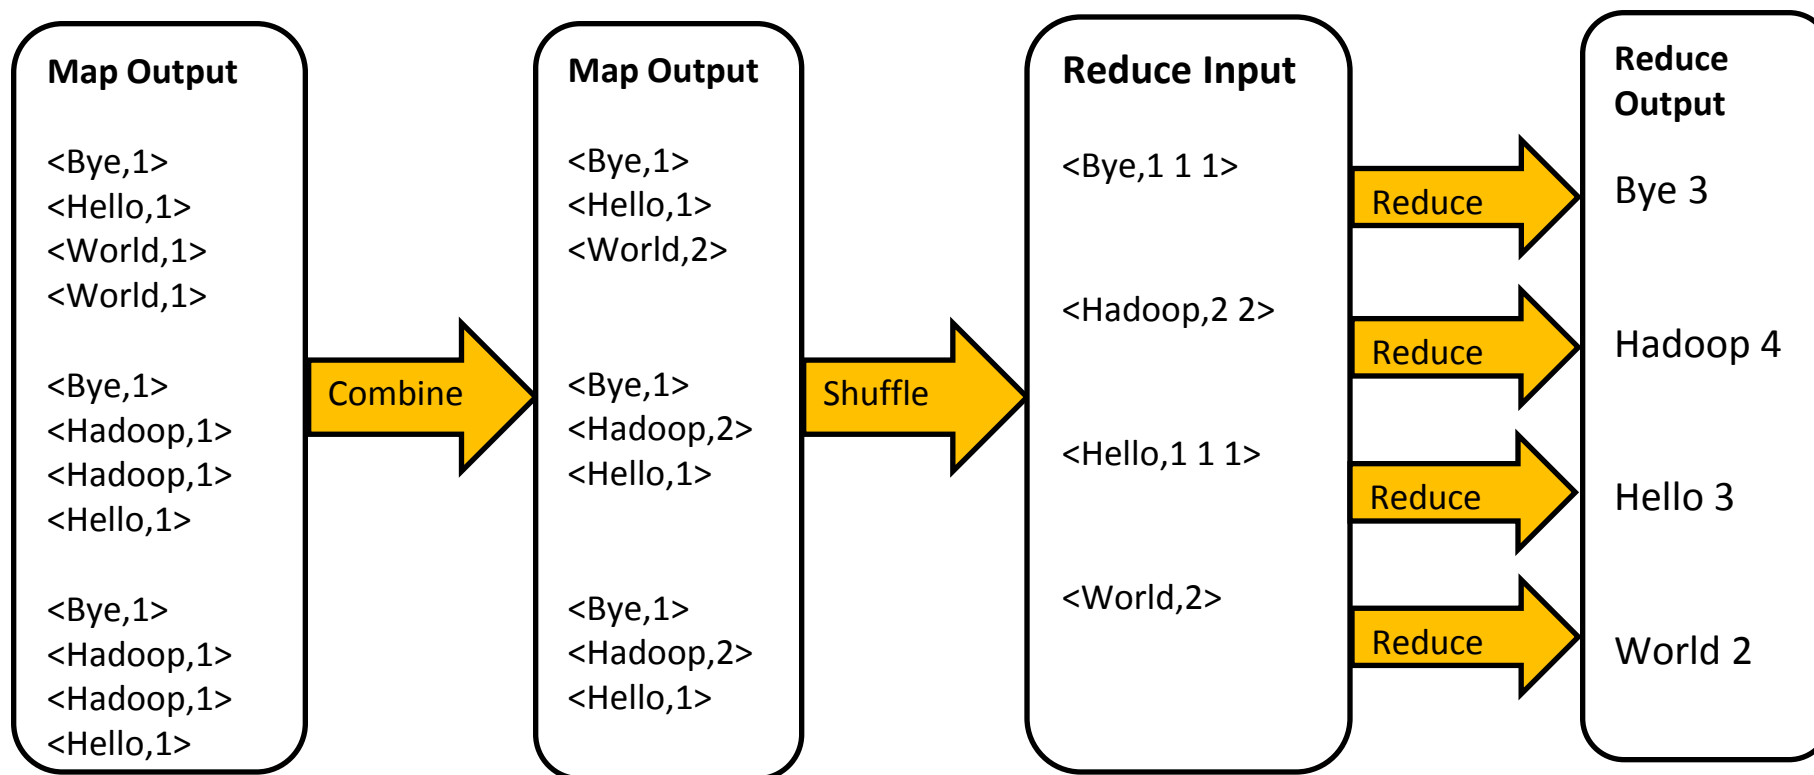 Map Output
<Bye,1>
<Hello,1>
<World,1>
<World,1>
<Bye,1>
<Hadoop,1>
<Hadoop,1>
<Hello,1>
<Bye,1>
<Hadoop,1>
<Hadoop,1>
<Hello,1>
Combine
Map Output
<Bye,1>
<Hello,1>
<World,2>
<Bye,1>
<Hadoop,2>
<Hello,1>
<Bye,1>
<Hadoop,2>
<Hello,1>
Shuffle
Reduce Input
<Bye,1 1 1>
<Hadoop,2 2>
<Hello,1 1 1>
<World,2>
Reduce
Reduce
Reduce
Reduce
Reduce
Output
Bye 3
Hadoop 4
Hello 3
World 2